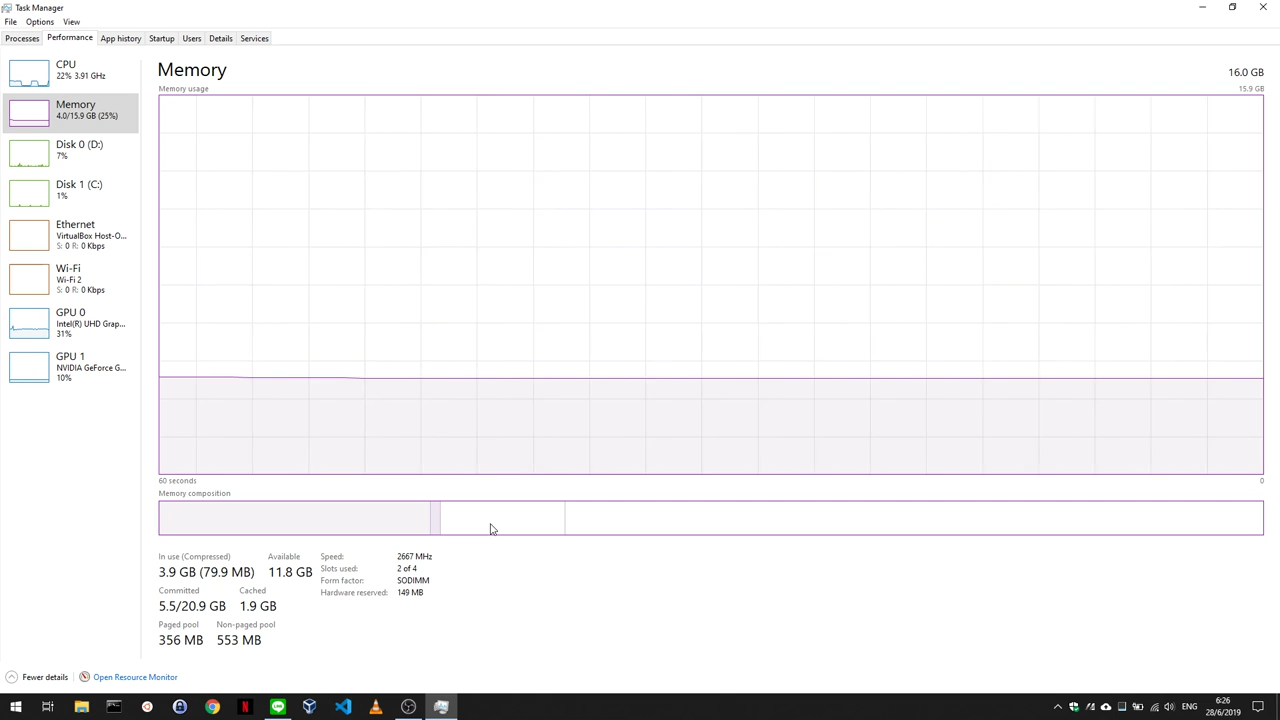 Task Manager
File Options View
Processes Performance App history Startup Users Details Services
CPU
22% 3.91 GHz
Memory
4.0/15.9 GB (25%)
Disk 0 (D:)
7%
Disk 1 (C:)
1%
Ethernet
VirtualBox Host-O...
S: 0 R: 0 Kbps
Wi-Fi
Wi-Fi 2
S: 0 R: 0 Kbps
GPU 0
Intel(R) UHD Grap...
31%
GPU 1
NVIDIA GeForce G...
10%
Memory 16.0 GB
Memory usage 15.9 GB
60 seconds 0
Memory composition
In use (Compressed) Available
3.9 GB (79.9 MB) 11.8 GB
Committed Cached
5.5/20.9 GB 1.9 GB
Paged pool Non-paged pool
356 MB 553 MB
Speed: 2667 MHz
Slots used: 2 of 4
Form factor: SODIMM
Hardware reserved: 149 MB
Fewer details Open Resource Monitor
N LINE ENG 6:26
28/6/2019